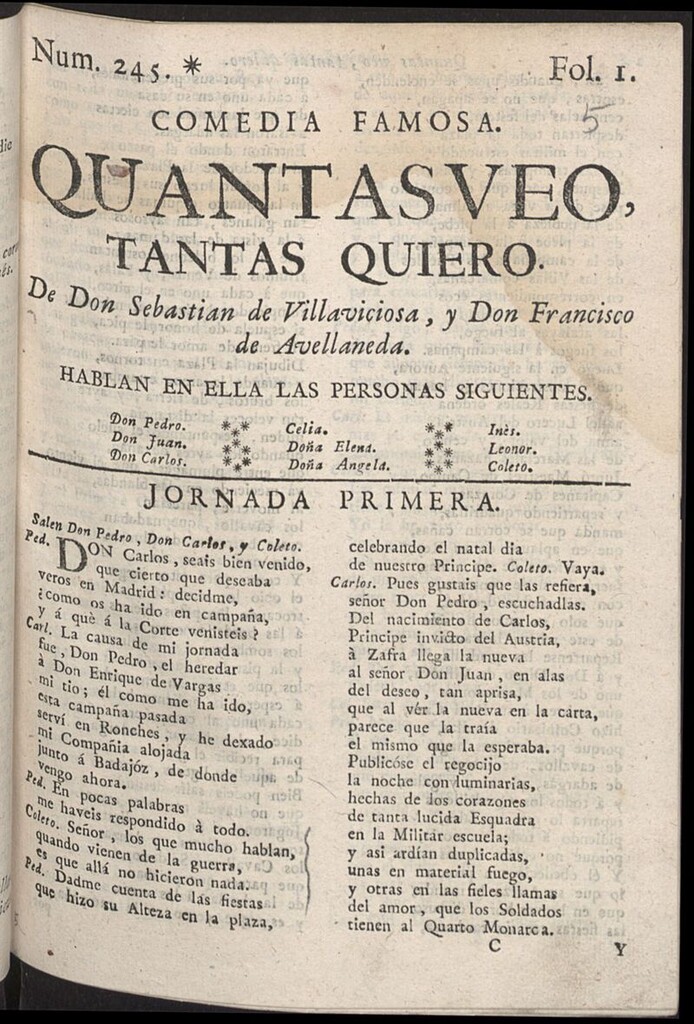 Num. 245. *
Fol. 1.
5
COMEDIA FAMOSA.
QUANTAS VEO,
TANTAS QUIERO.
De Don Sebastian de Villaviciosa, y Don Francisco
de Avellaneda.
HABLAN EN ELLA LAS PERSONAS SIGUIENTES.
Don Pedro.
Don Juan.
Don Carlos.
Celia.
Doña Elena.
Doña Angela.
Inès.
Leonor.
Coleto.
JORNADA PRIMERA.
Salen Don Pedro, Don Carlos, y Coleto.
Ped. DON Carlos, seais bien venido,
que cierto que deseaba
veros en Madrid: decidme,
¿como os ha ido en campaña,
y á què á la Corte venisteis?
Carl. La causa de mi jornada
fue, Don Pedro, el heredar
à Don Enrique de Vargas
mi tio; él como me ha ido,
esta campaña pasada
serví en Ronches, y he dexado
mi Compañia alojada
junto á Badajóz, de donde
vengo ahora.
Ped. En pocas palabras
me haveis respondido à todo.
Coleto. Señor, los que mucho hablan,
quando vienen de la guerra,
es que allá no hicieron nada.
Ped. Dadme cuenta de las fiestas
que hizo su Alteza en la plaza,
celebrando el natal dia
de nuestro Principe. Coleto. Vaya.
Carlos. Pues gustais que las refiera,
señor Don Pedro, escuchadlas.
Del nacimiento de Carlos,
Principe invicto del Austria,
à Zafra llega la nueva
al señor Don Juan, en alas
del deseo, tan aprisa,
que al vér la nueva en la carta,
parece que la traía
el mismo que la esperaba.
Publicóse el regocijo
la noche con luminarias,
hechas de los corazones
de tanta lucida Esquadra
en la Militar escuela;
y asi ardían duplicadas,
unas en material fuego,
y otras en las fieles llamas
del amor, que los Soldados
tienen al Quarto Monarca.
C
Y